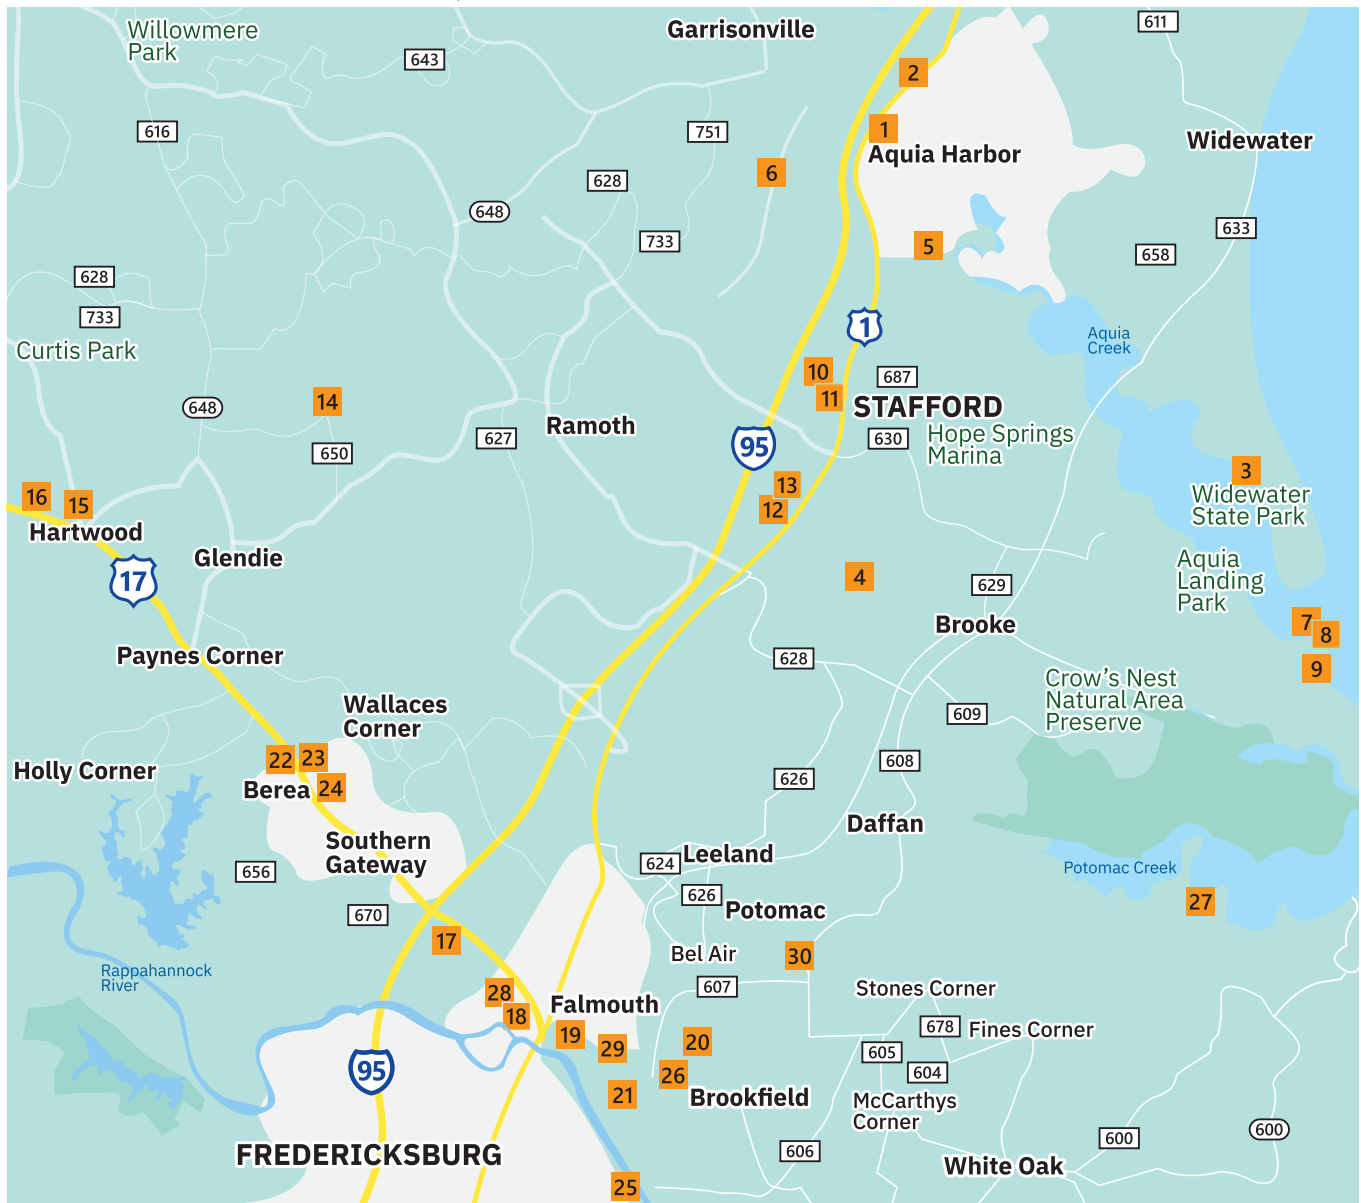 Garrisonville
611
Willowmere
Park
643
2
616
751
1
Widewater
Aquia Harbor
6
628
648
633
733
5
658
628
733
1
Aquia
Creek
Curtis Park
10
687
14
11
STAFFORD
648
Ramoth
627
630
Hope Springs
Marina
95
650
3
13
16
15
12
Widewater
State Park
Hartwood
Glendie
Aquia
Landing
Park
17
4
629
7
Brooke
8
Paynes Corner
628
9
Crow's Nest
Natural Area
Preserve
Wallaces
Corner
609
22
23
608
Holly Corner
626
Berea
24
Daffan
Southern
Gateway
624
Leeland
656
Potomac Creek
626
27
670
Potomac
17
Bel Air
30
Rappahannock
River
607
Stones Corner
28
Falmouth
18
678
Fines Corner
19
20
29
605
95
26
604
21
Brookfield
McCarthys
Corner
600
600
606
FREDERICKSBURG
White Oak
25